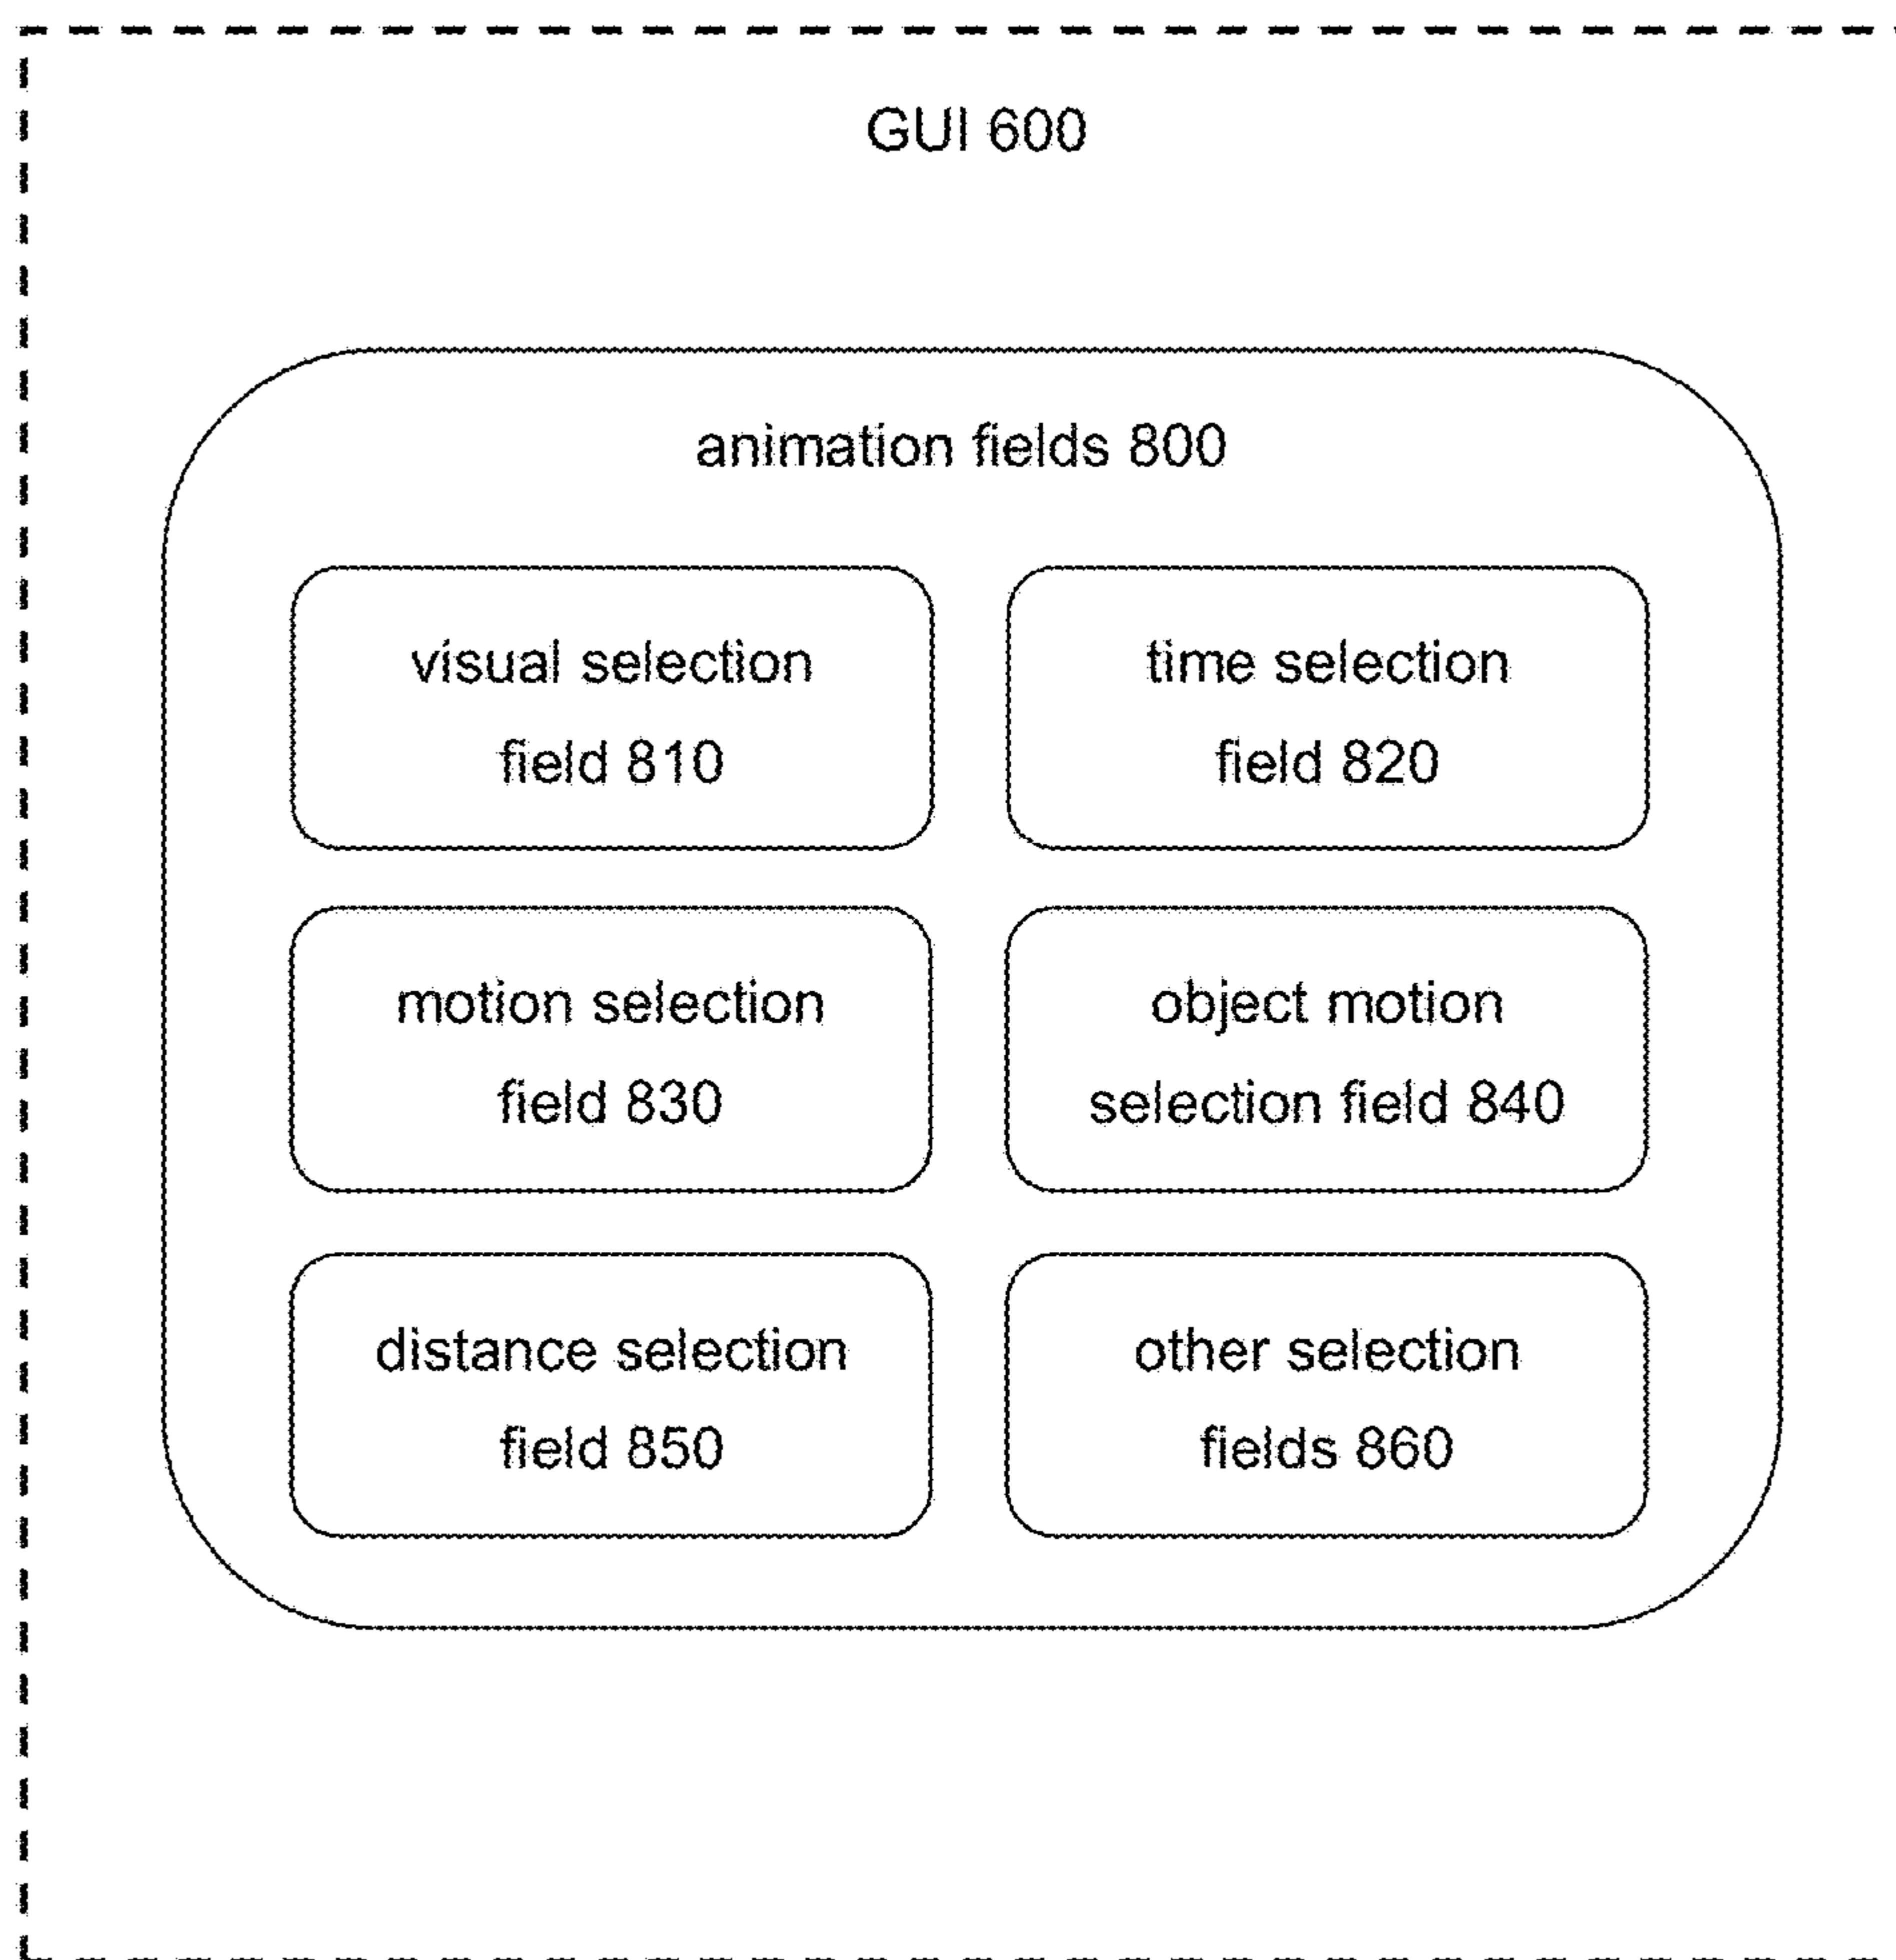 GUI 600
animation fields 800
visual selection
field 810
time selection
field 820
motion selection
field 830
object motion
selection field 840
distance selection
field 850
other selection
fields 860